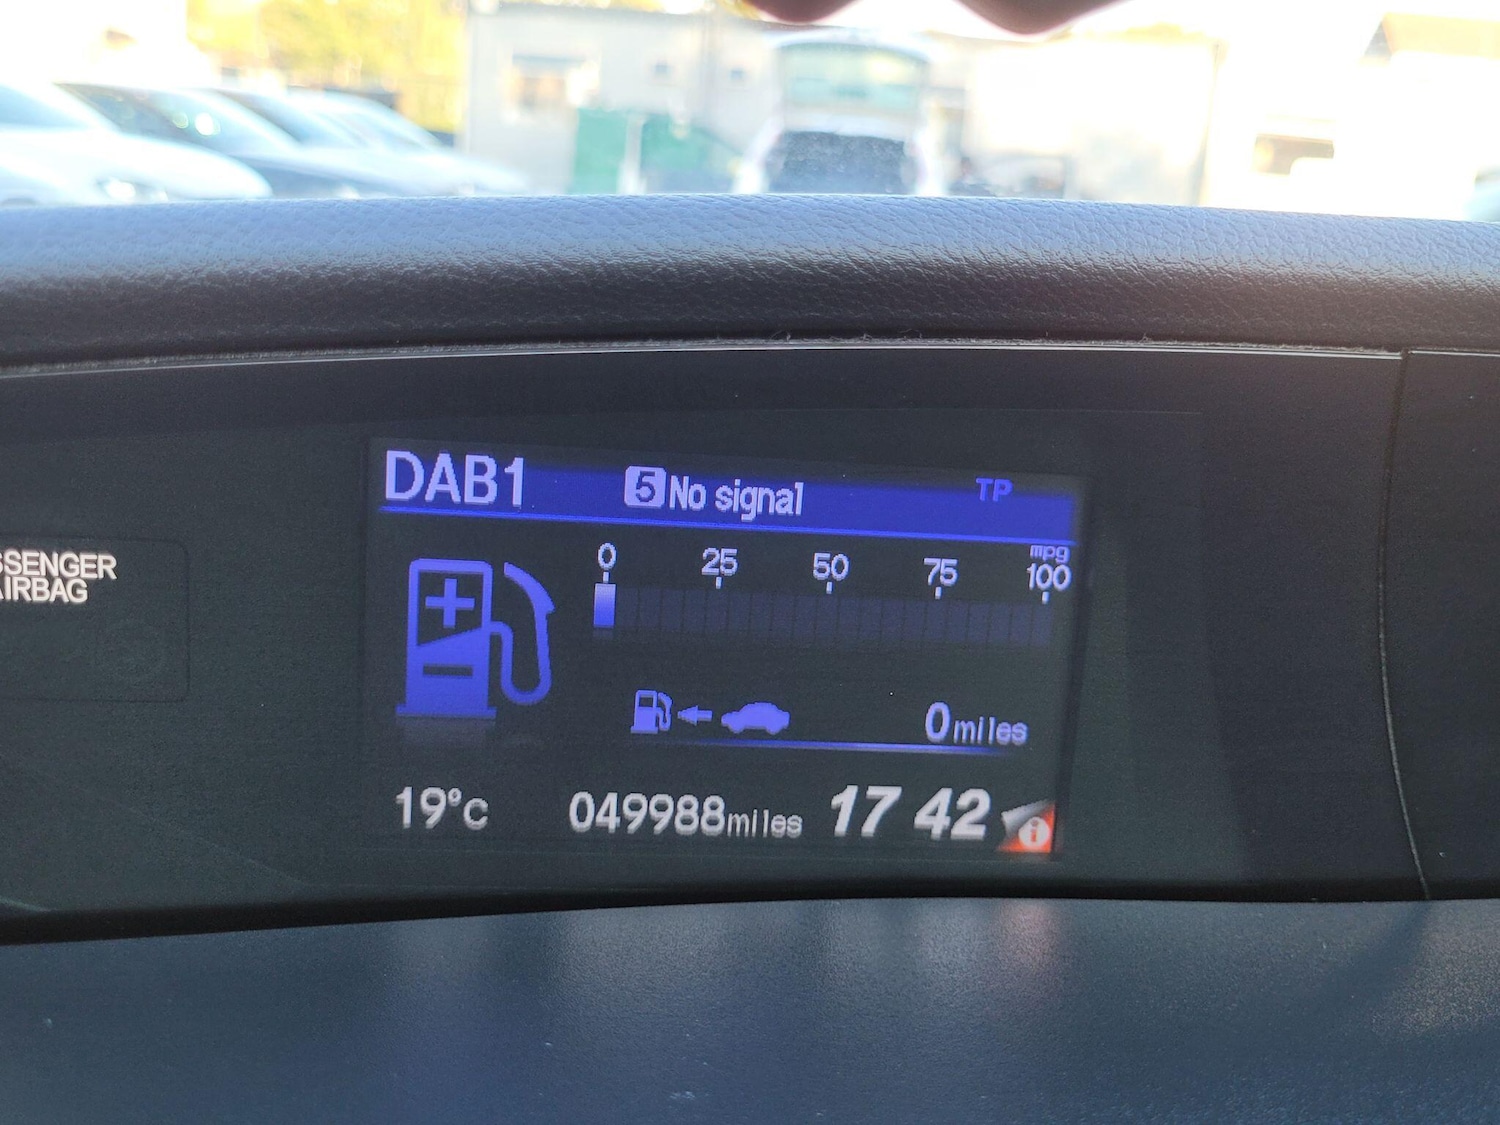 DAB1 5 No signal TP
mpg
0 25 50 75 100
SSENGER
AIRBAG
0 miles
19°C 049988 miles 17 42 i